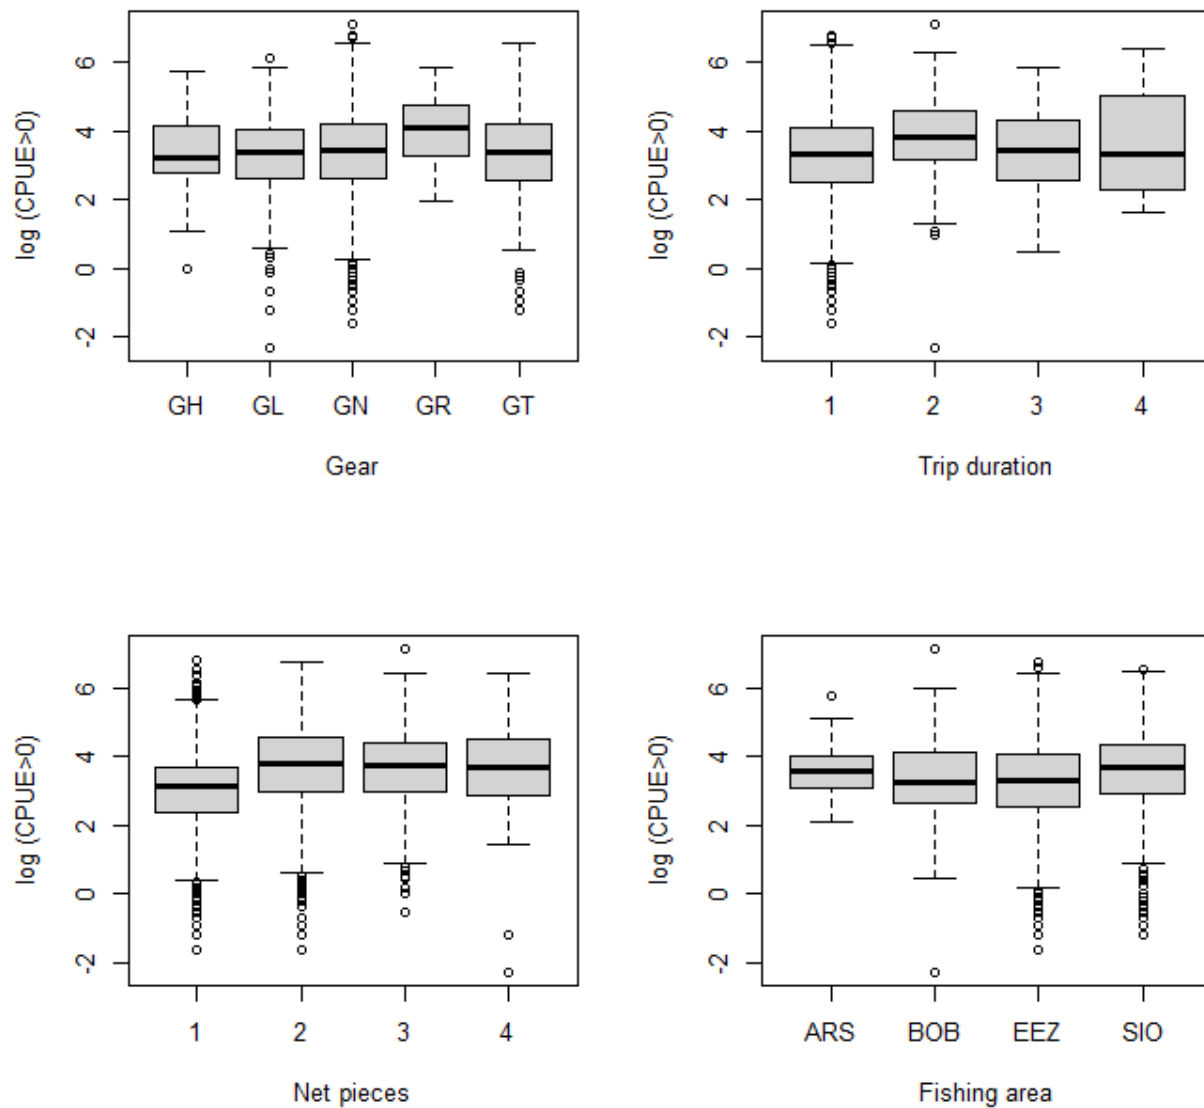 log (CPUE>0)
6
4
2
0
-2
GH GL GN GR GT
Gear
log (CPUE>0)
6
4
2
0
-2
1 2 3 4
Trip duration
log (CPUE>0)
6
4
2
0
-2
1 2 3 4
Net pieces
log (CPUE>0)
6
4
2
0
-2
ARS BOB EEZ SIO
Fishing area